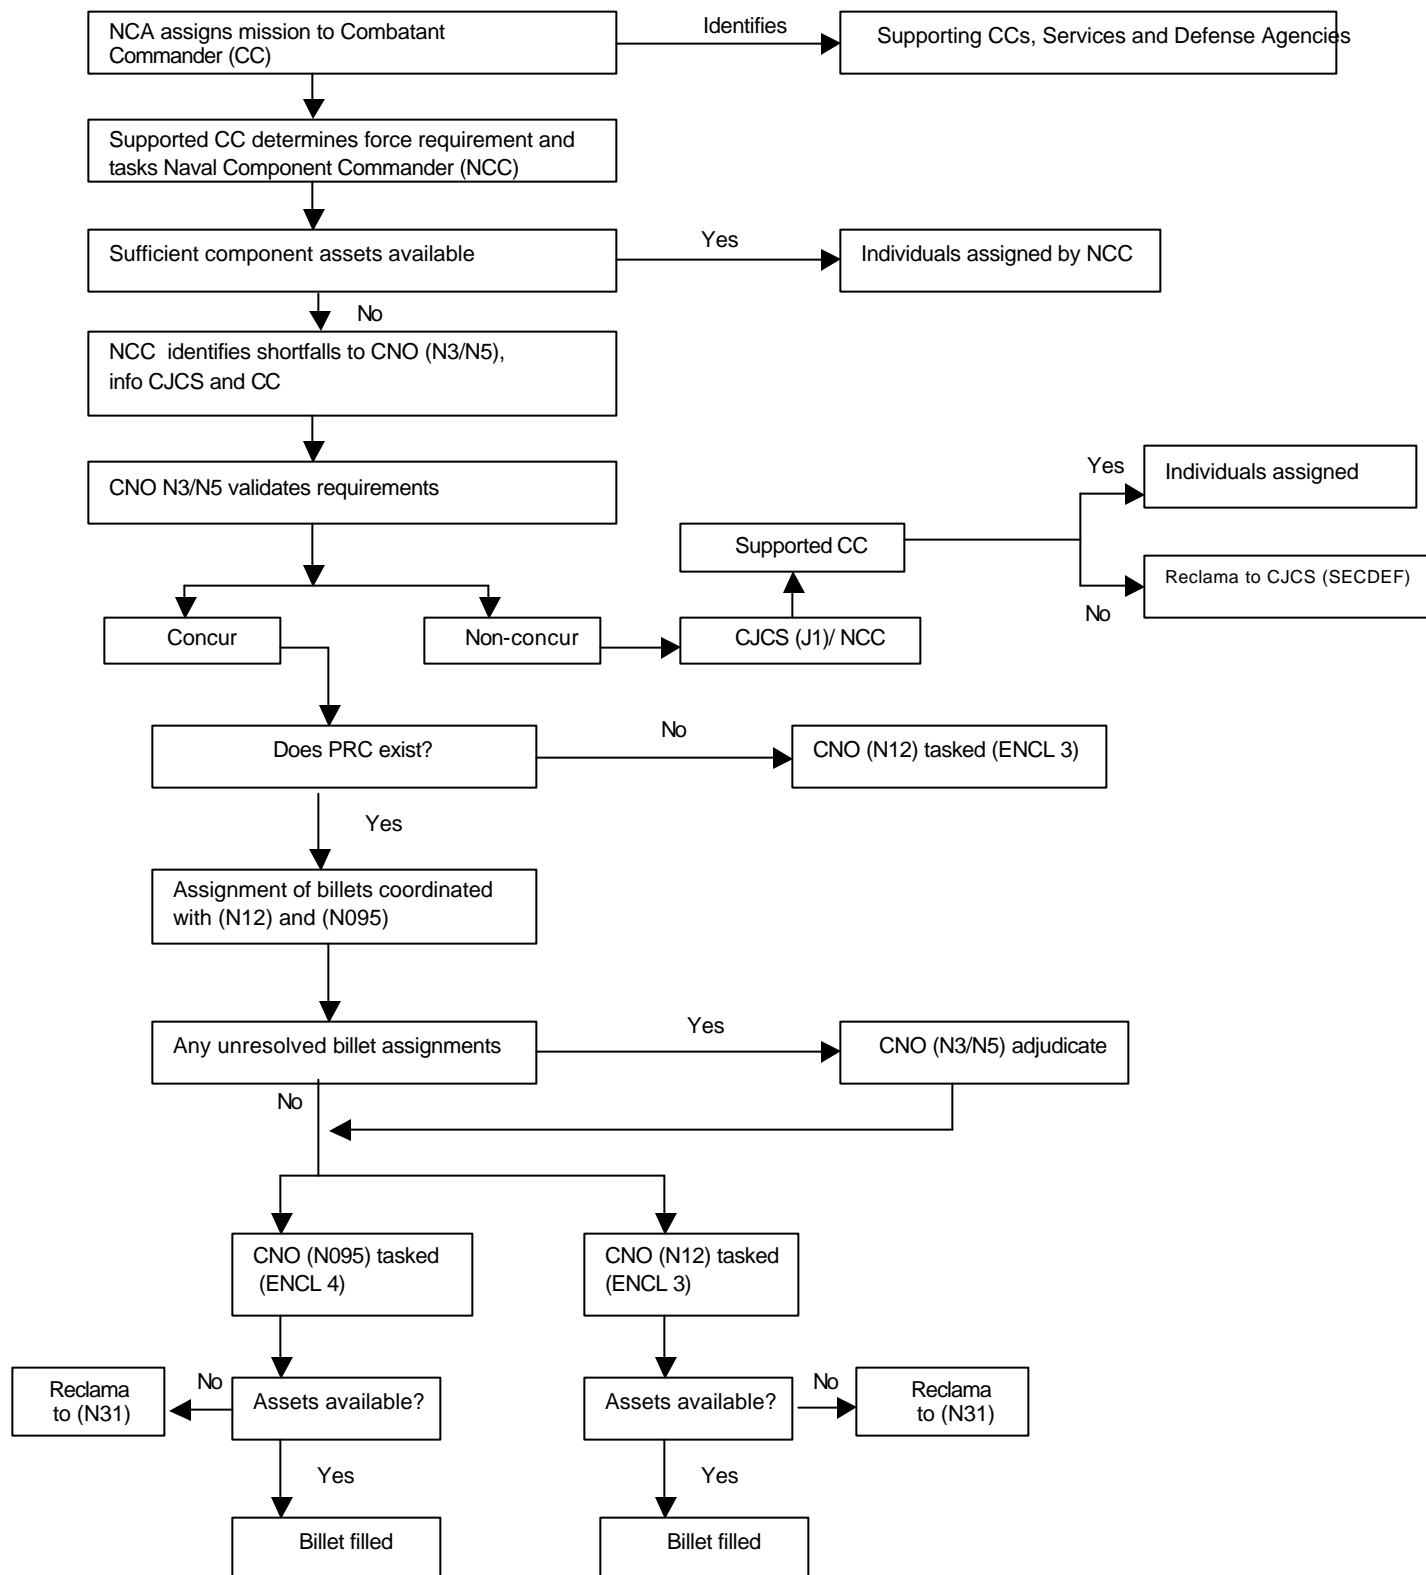 NCA assigns mission to Combatant
Commander (CC)
Identifies
Supporting CCs, Services and Defense Agencies
Supported CC determines force requirement and
tasks Naval Component Commander (NCC)
Sufficient component assets available
Yes
Individuals assigned by NCC
No
NCC identifies shortfalls to CNO (N3/N5),
info CJCS and CC
CNO N3/N5 validates requirements
Yes
Individuals assigned
Supported CC
Reclama to CJCS (SECDEF)
No
Concur
Non-concur
CJCS (J1)/ NCC
Does PRC exist?
No
CNO (N12) tasked (ENCL 3)
Yes
Assignment of billets coordinated
with (N12) and (N095)
Any unresolved billet assignments
Yes
CNO (N3/N5) adjudicate
No
CNO (N095) tasked
(ENCL 4)
CNO (N12) tasked
(ENCL 3)
Reclama
to (N31)
No
Assets available?
Assets available?
No
Reclama
to (N31)
Yes
Yes
Billet filled
Billet filled